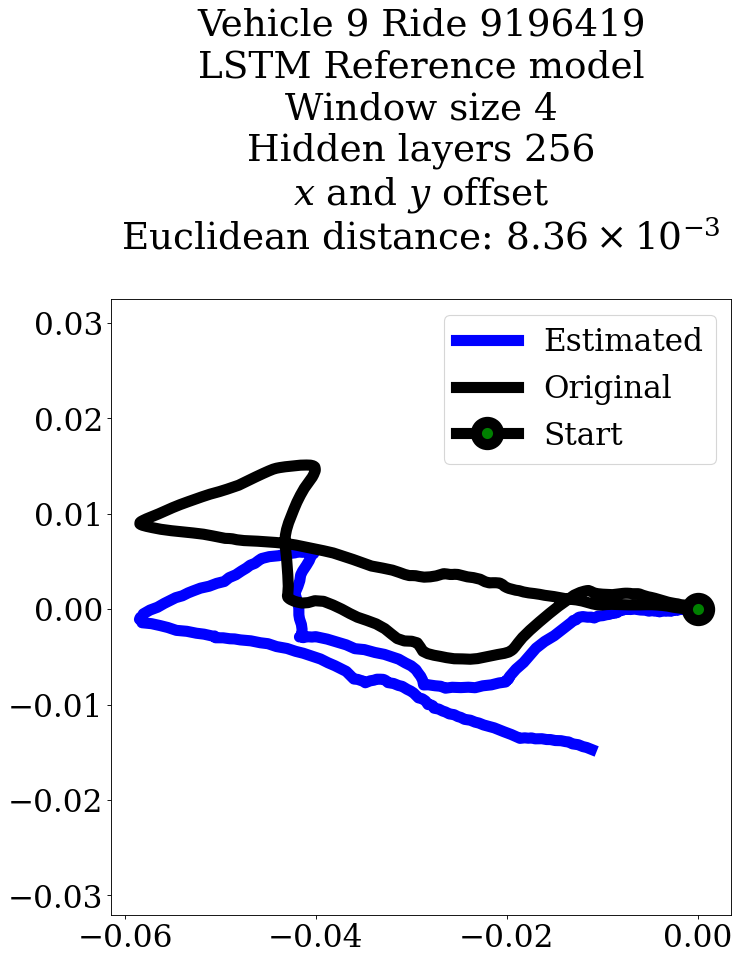 Vehicle 9 Ride 9196419
LSTM Reference model
Window size 4
Hidden layers 256
x and y offset
Euclidean distance: 8.36 × 10⁻³
Estimated
Original
Start
0.03
0.02
0.01
0.00
−0.01
−0.02
−0.03
−0.06 −0.04 −0.02 0.00